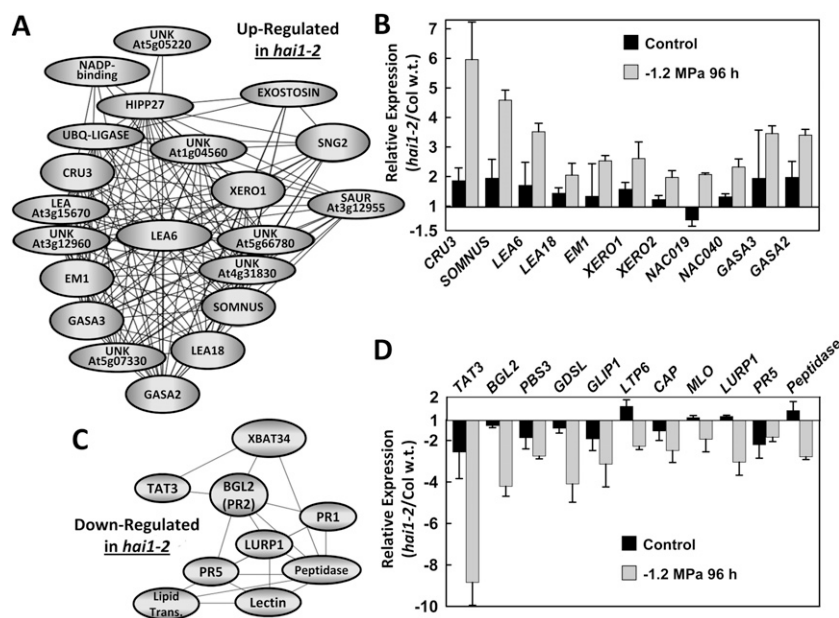 A
Up-Regulated
in hai1-2
UNK
At5g05220
NADP-
binding
HIPP27
EXOSTOSIN
UBQ-LIGASE
UNK
At1g04560
SNG2
CRU3
XERO1
LEA
At3g15670
SAUR
At3g12955
UNK
At3g12960
LEA6
UNK
At5g66780
EM1
UNK
At4g31830
SOMNUS
GASA3
UNK
At5g07330
LEA18
GASA2
B
Relative Expression
(hai1-2/Col w.t.)
7
6
5
4
3
2
1
-1.5
Control
-1.2 MPa 96 h
CRU3
SOMNUS
LEA6
LEA18
EM1
XERO1
XERO2
NAC019
NAC040
GASA3
GASA2
C
Down-Regulated
in hai1-2
XBAT34
TAT3
BGL2
(PR2)
PR1
LURP1
PR5
Peptidase
Lipid
Trans.
Lectin
D
TAT3
BGL2
PBS3
GDSL
GLIP1
LTP6
CAP
MLO
LURP1
PR5
Peptidase
Relative Expression
(hai1-2/Col w.t.)
2
1
-2
-4
-6
-8
-10
Control
-1.2 MPa 96 h